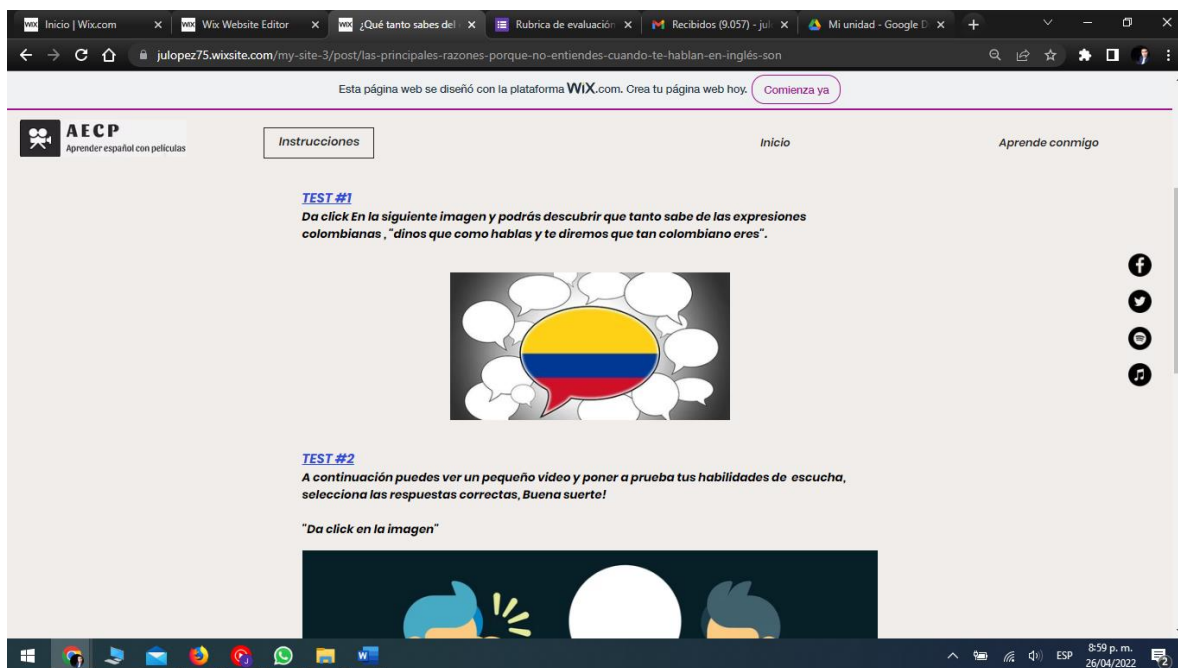 Inicio | Wix.com
Wix Website Editor
¿Qué tanto sabes del
Rubrica de evaluación
Recibidos (9.057) - jul
Mi unidad - Google D
julopez75.wixsite.com/my-site-3/post/las-principales-razones-porque-no-entiendes-cuando-te-hablan-en-inglés-son
Esta página web se diseñó con la plataforma WiX.com. Crea tu página web hoy. Comienza ya
AECP
Aprender español con películas
Instrucciones
Inicio
Aprende conmigo
TEST #1
Da click En la siguiente imagen y podrás descubrir que tanto sabe de las expresiones
colombianas ,"dinos que como hablas y te diremos que tan colombiano eres".
TEST #2
A continuación puedes ver un pequeño video y poner a prueba tus habilidades de escucha,
selecciona las respuestas correctas, Buena suerte!
"Da click en la imagen"
ESP
8:59 p. m.
26/04/2022